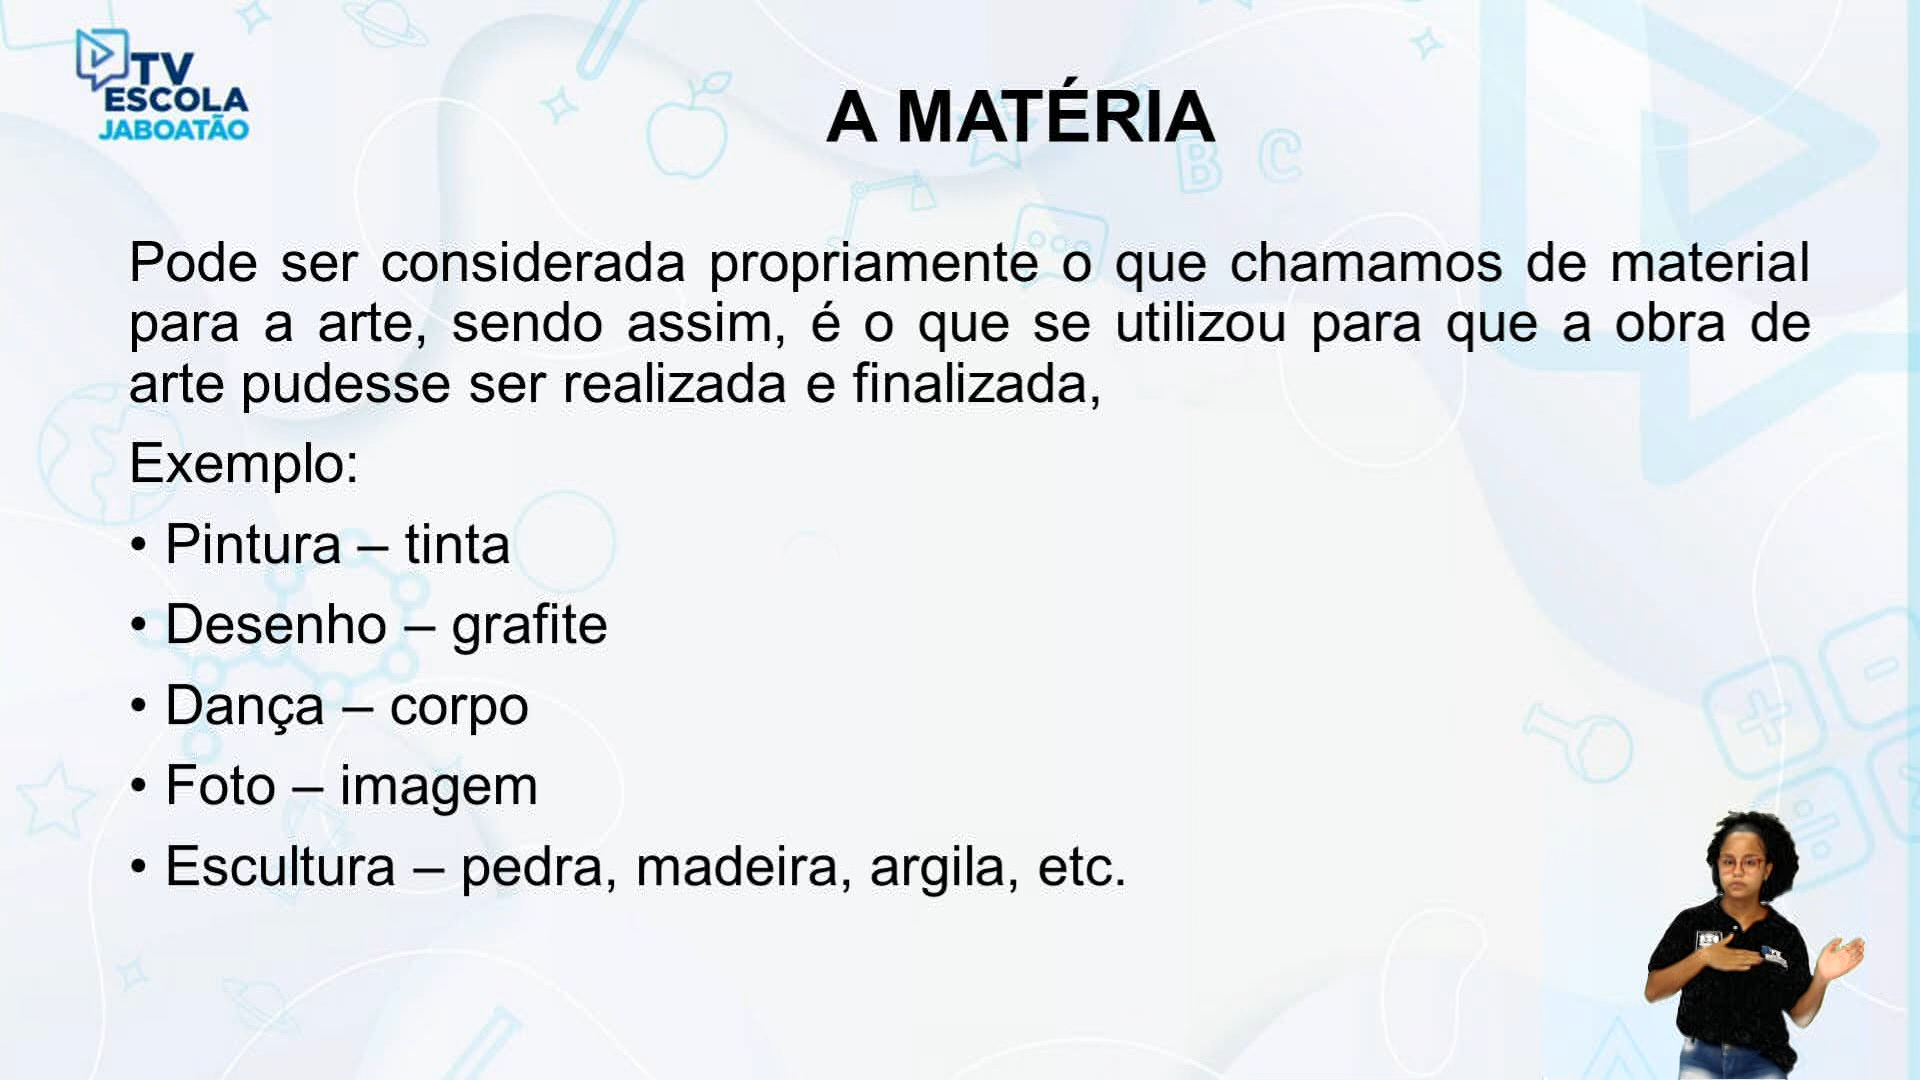 TV
ESCOLA
JABOATÃO
A MATÉRIA
B C
Pode ser considerada propriamente o que chamamos de material
para a arte, sendo assim, é o que se utilizou para que a obra de
arte pudesse ser realizada e finalizada,
Exemplo:
• Pintura – tinta
• Desenho – grafite
• Dança – corpo
• Foto – imagem
• Escultura – pedra, madeira, argila, etc.